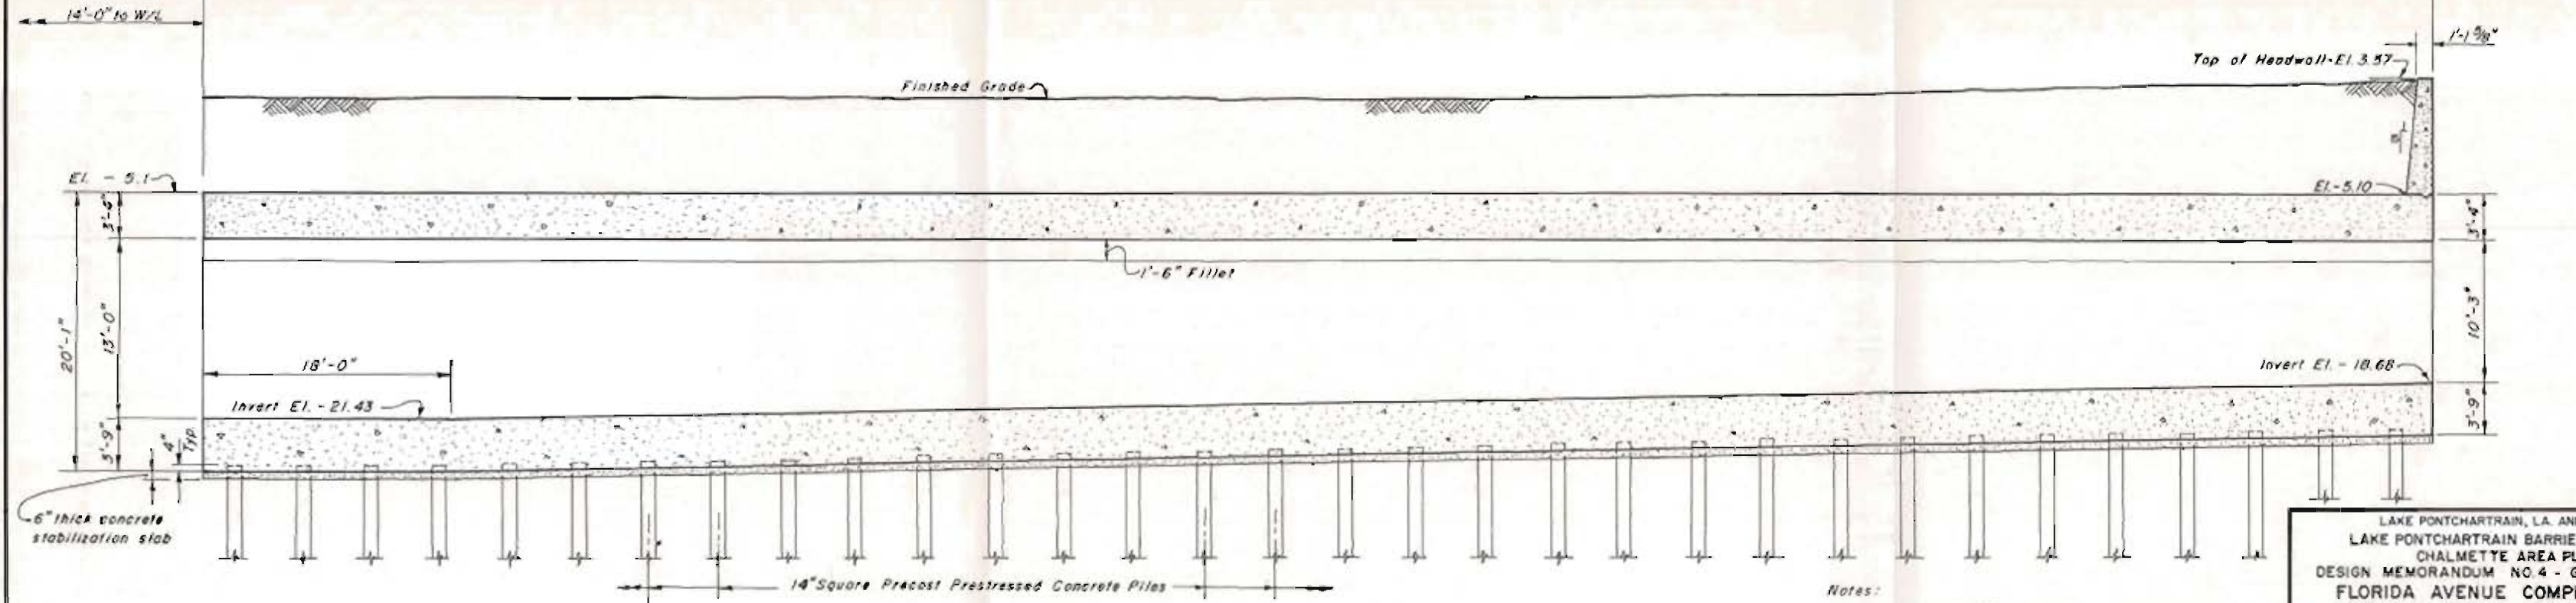 14'-0" to W/L
1'-1 5/8"
Top of Headwall-El. 3.57
Finished Grade
El. - 5.1
El.-5.10
3'-4"
3'-4"
1'-6" Fillet
13'-0"
20'-1"
10'-3"
18'-0"
Invert El. - 18.68
Invert El. - 21.43
3'-9"
4"
Typ.
3'-9"
6" thick concrete
stabilization slab
14" Square Precast Prestressed Concrete Piles
Notes:
LAKE PONTCHARTRAIN, LA. AN
LAKE PONTCHARTRAIN BARRIE
CHALMETTE AREA PL
DESIGN MEMORANDUM NO. 4 - G
FLORIDA AVENUE COMP